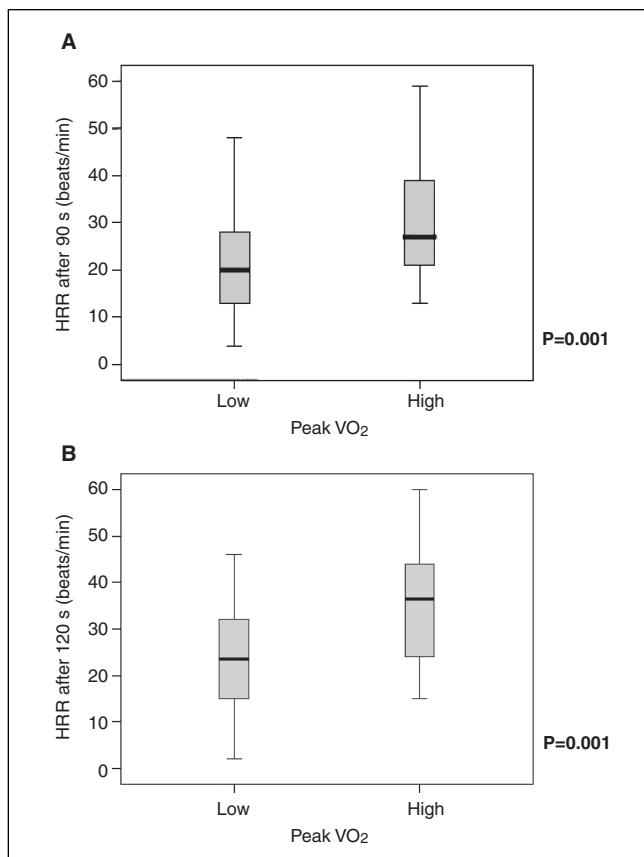 A
HRR after 90 s (beats/min)
60
50
40
30
20
10
0
Low High
Peak VO₂
P=0.001
B
HRR after 120 s (beats/min)
60
50
40
30
20
10
0
Low High
Peak VO₂
P=0.001